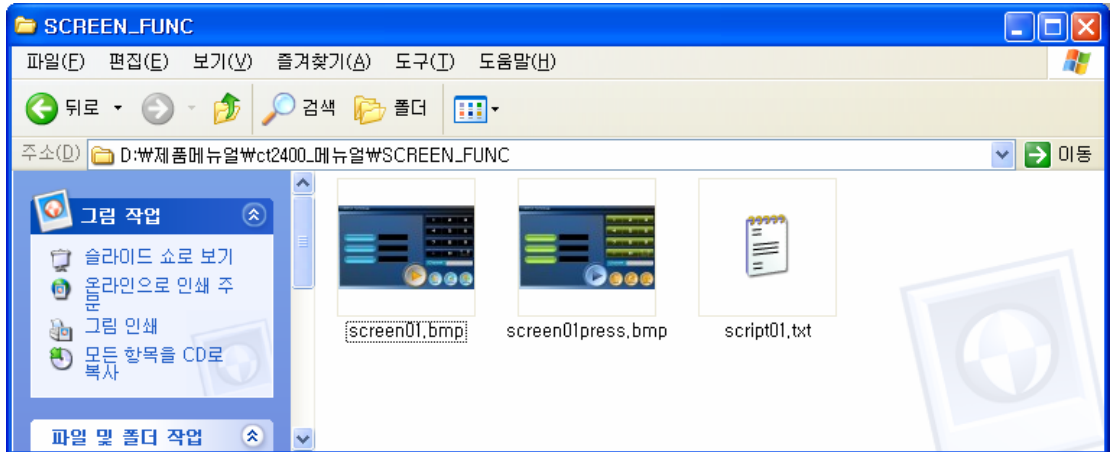 SCREEN_FUNC
파일(F) 편집(E) 보기(V) 즐겨찾기(A) 도구(T) 도움말(H)
뒤로 검색 폴더
주소(D) D:₩제품메뉴얼₩ct2400_메뉴얼₩SCREEN_FUNC 이동
그림 작업
슬라이드 쇼로 보기
온라인으로 인쇄 주
문
그림 인쇄
모든 항목을 CD로
복사
파일 및 폴더 작업
screen01.bmp screen01press.bmp script01.txt